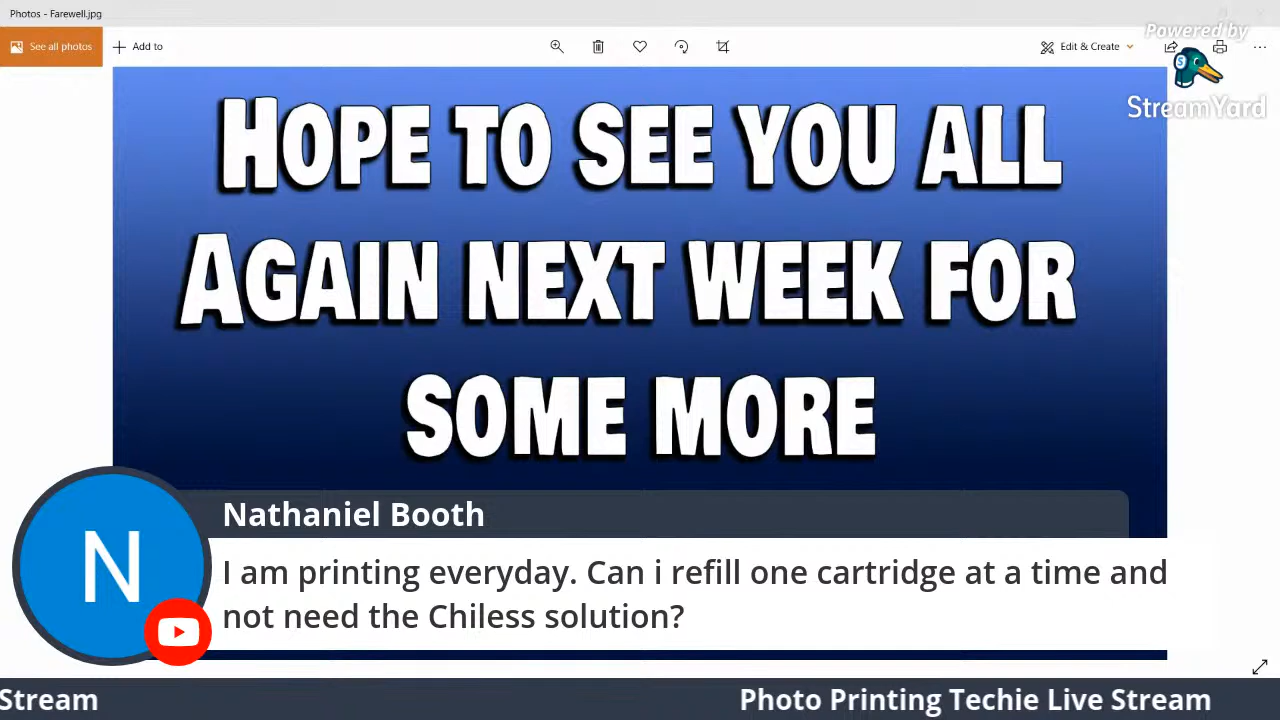 Photos - Farewell.jpg
See all photos
Add to
Edit & Create
Powered by
S
StreamYard
HOPE TO SEE YOU ALL
AGAIN NEXT WEEK FOR
SOME MORE
N
Nathaniel Booth
I am printing everyday. Can i refill one cartridge at a time and
not need the Chiless solution?
Stream
Photo Printing Techie Live Stream